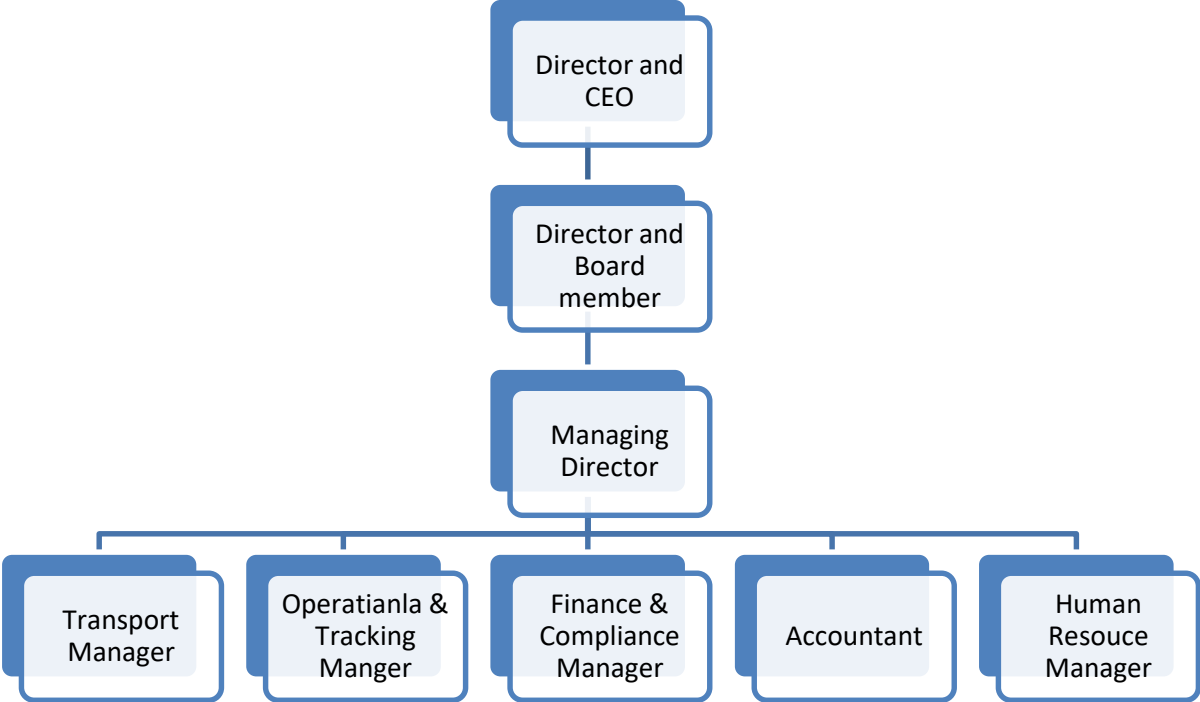 Director and
CEO
Director and
Board
member
Managing
Director
Transport
Manager
Operatianla &
Tracking
Manger
Finance &
Compliance
Manager
Accountant
Human
Resouce
Manager